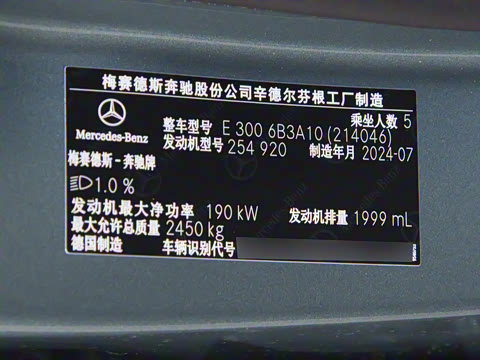 梅赛德斯奔驰股份公司辛德尔芬根工厂制造
乘坐人数 5
Mercedes-Benz
整车型号 E 300 6B3A10 (214046)
发动机型号 254 920 制造年月 2024-07
梅赛德斯-奔驰牌
1.0 %
发动机最大净功率 190 kW 发动机排量 1999 mL
最大允许总质量 2450 kg
德国制造 车辆识别代号